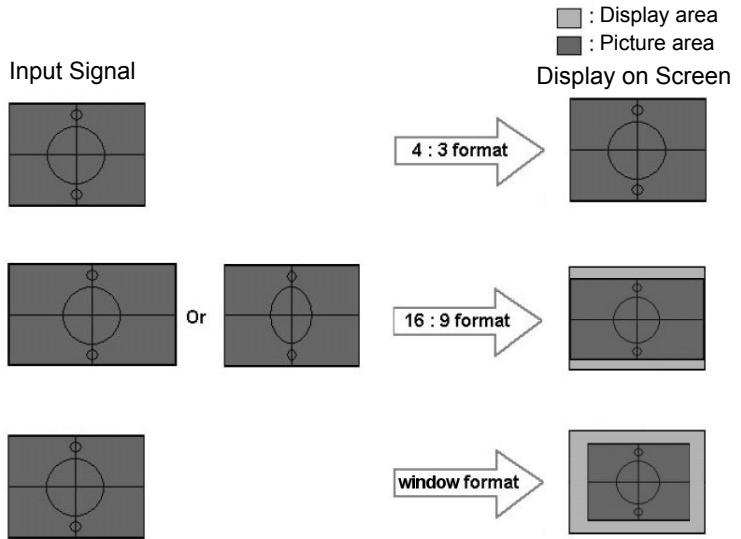 : Display area
: Picture area
Input Signal
Display on Screen
4 : 3 format
Or
16 : 9 format
window format